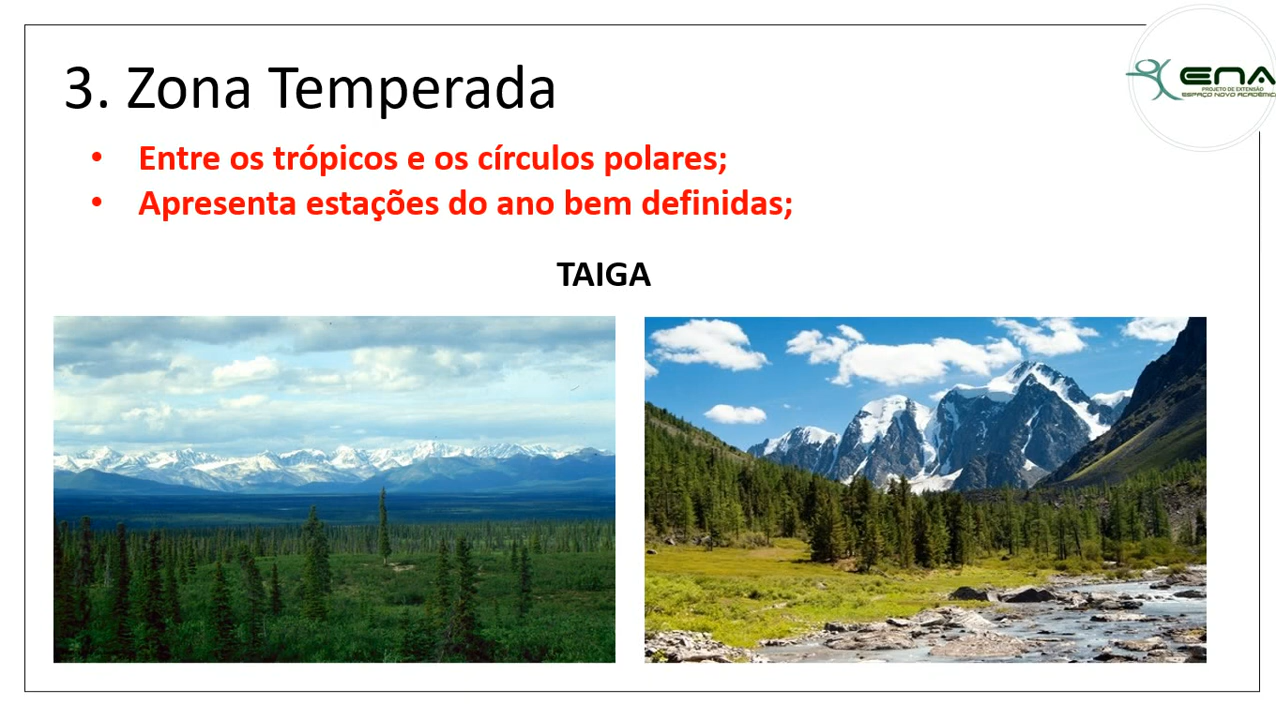 3. Zona Temperada
• Entre os trópicos e os círculos polares;
• Apresenta estações do ano bem definidas;
TAIGA
ENA
PROJETO DE EXTENSÃO
ESPAÇO NOVO ACADÊMICO